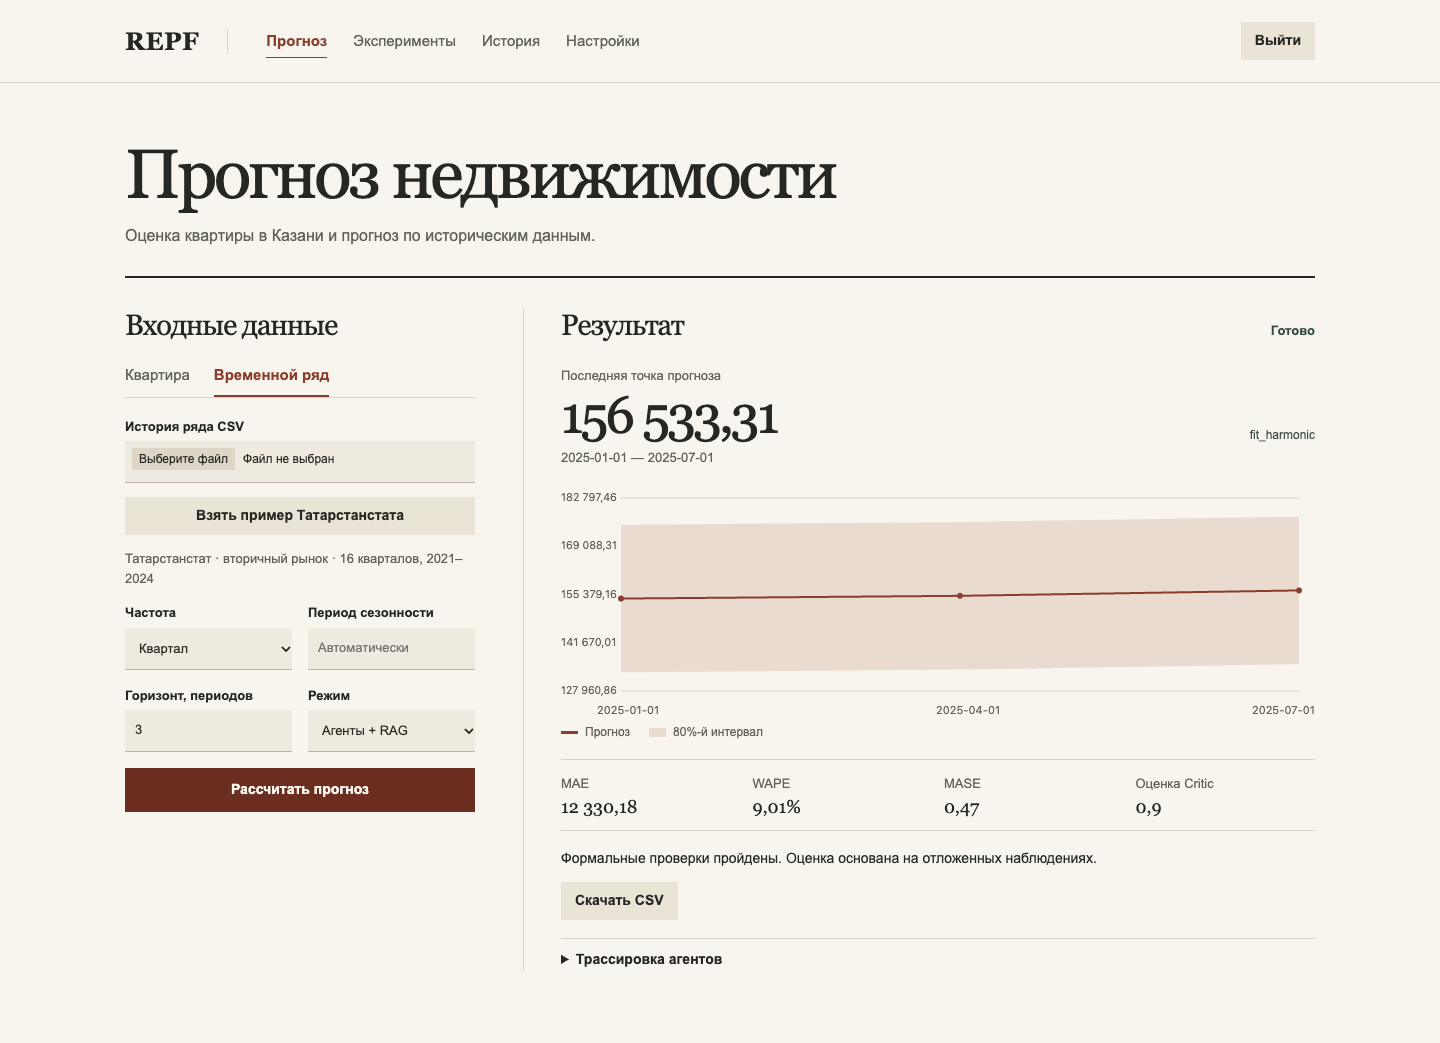 REPF
Прогноз
Эксперименты
История
Настройки
Выйти
Прогноз недвижимости
Оценка квартиры в Казани и прогноз по историческим данным.
Входные данные
Квартира
Временной ряд
История ряда CSV
Выберите файл Файл не выбран
Взять пример Татарстанстата
Татарстанстат · вторичный рынок · 16 кварталов, 2021–
2024
Частота
Период сезонности
Квартал
Автоматически
Горизонт, периодов
Режим
3
Агенты + RAG
Рассчитать прогноз
Результат
Готово
Последняя точка прогноза
156 533,31
fit_harmonic
2025-01-01 — 2025-07-01
182 797,46
169 088,31
155 379,16
141 670,01
127 960,86
2025-01-01
2025-04-01
2025-07-01
Прогноз
80%-й интервал
MAE
WAPE
MASE
Оценка Critic
12 330,18
9,01%
0,47
0,9
Формальные проверки пройдены. Оценка основана на отложенных наблюдениях.
Скачать CSV
Трассировка агентов